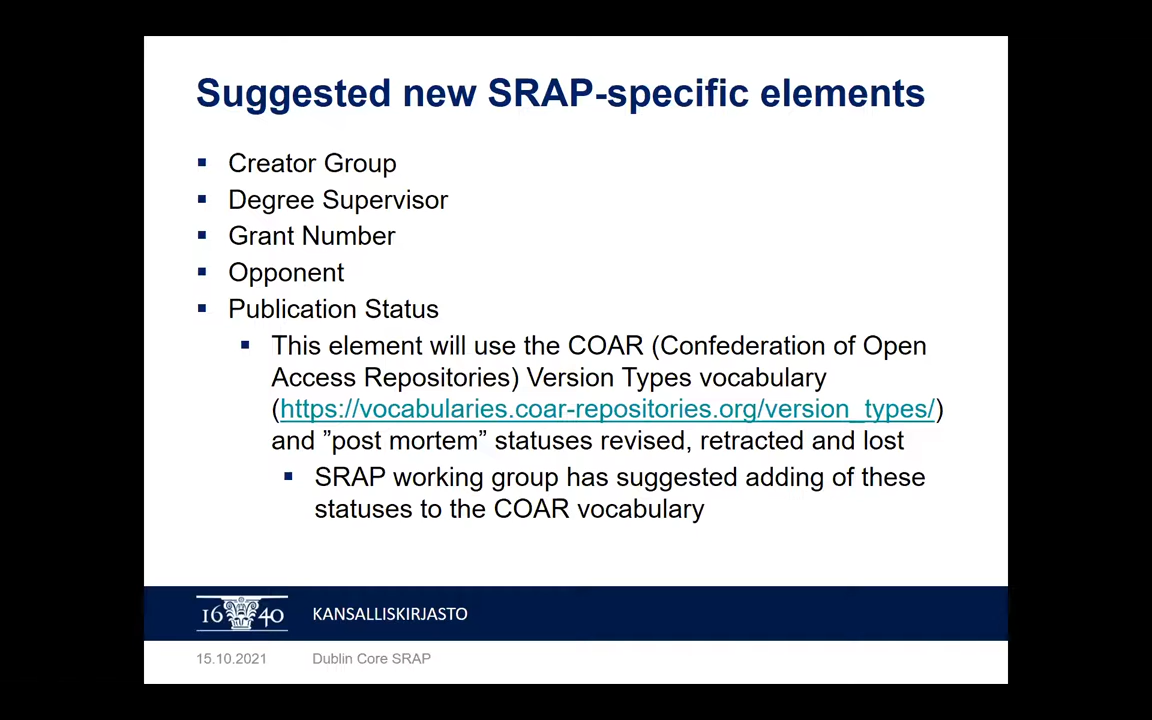 Suggested new SRAP-specific elements
▪ Creator Group
▪ Degree Supervisor
▪ Grant Number
▪ Opponent
▪ Publication Status
▪ This element will use the COAR (Confederation of Open
Access Repositories) Version Types vocabulary
(https://vocabularies.coar-repositories.org/version_types/)
and ”post mortem” statuses revised, retracted and lost
▪ SRAP working group has suggested adding of these
statuses to the COAR vocabulary
1640 KANSALLISKIRJASTO
15.10.2021 Dublin Core SRAP